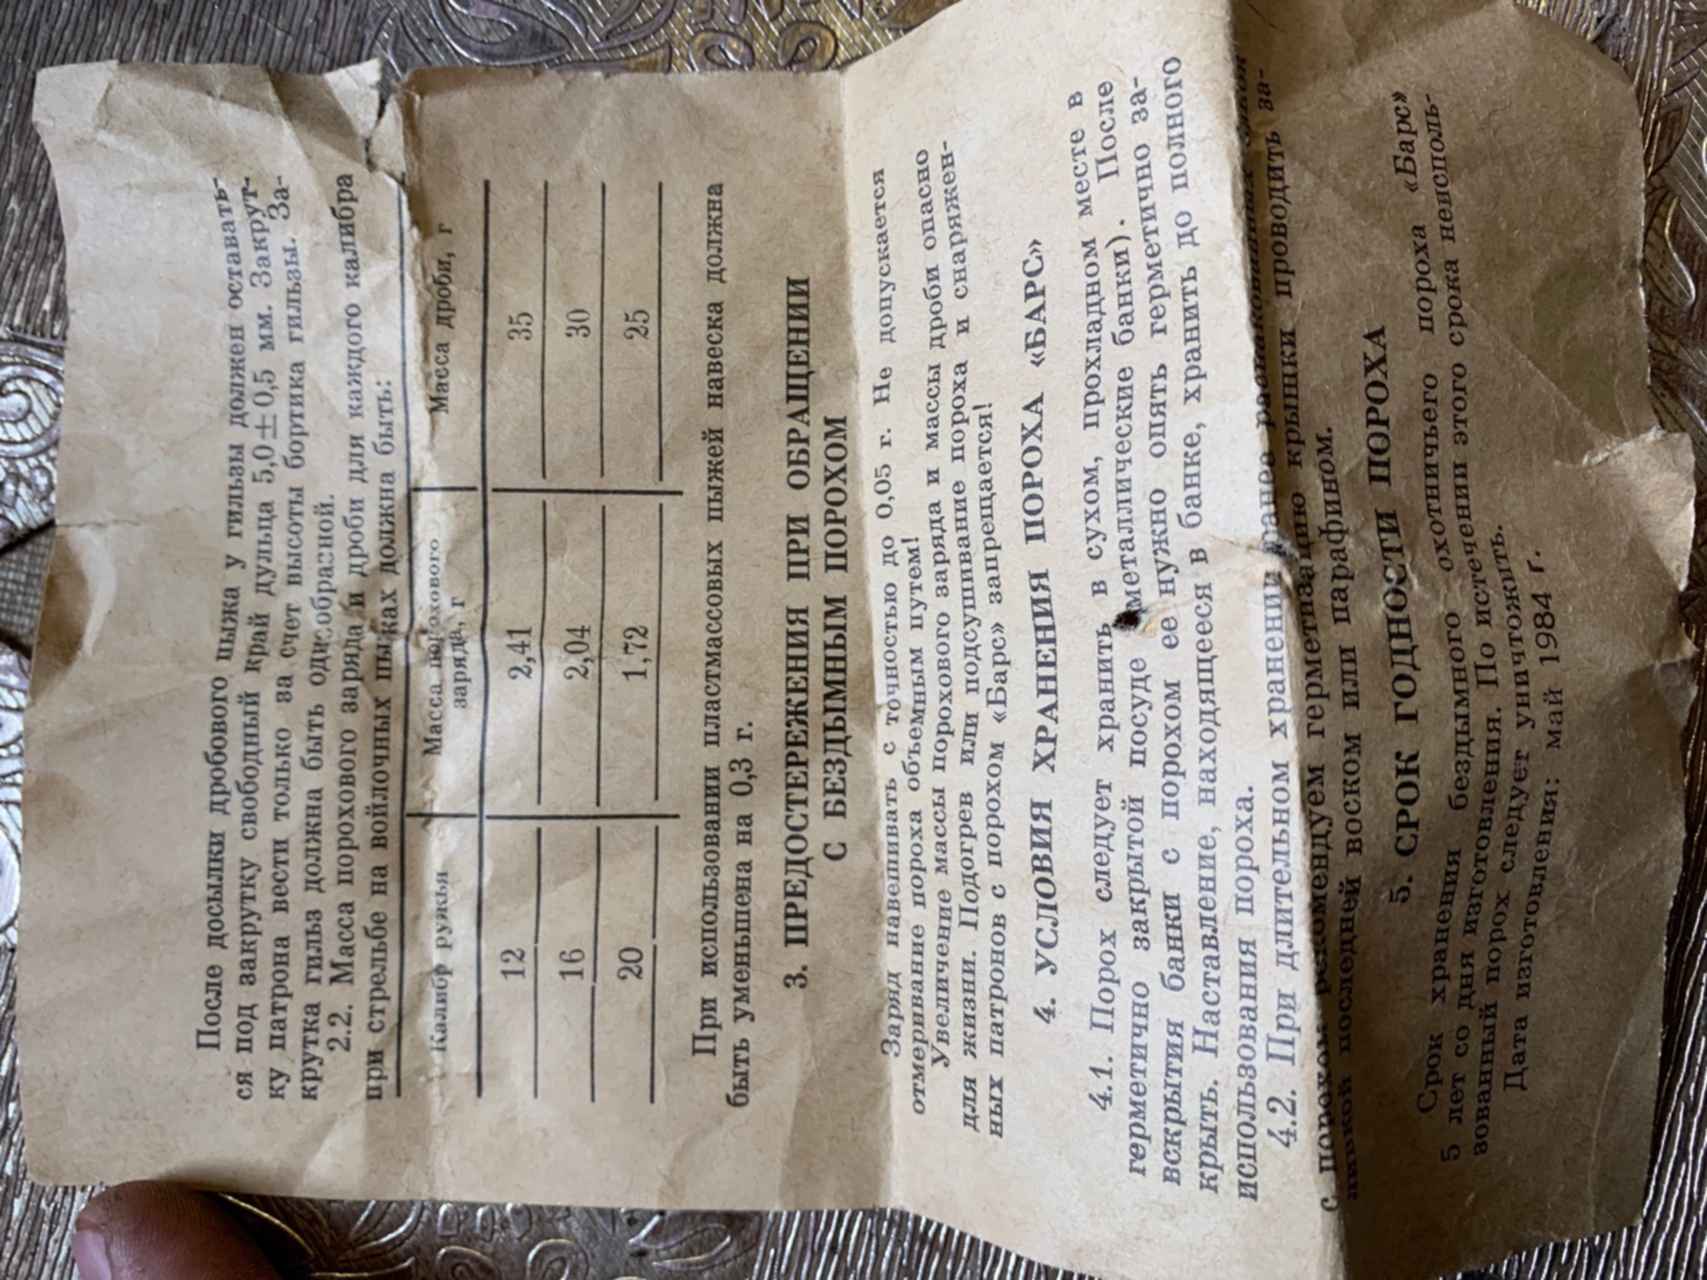 После досылки дробового пыжа у гильзы должен оставать-
ся под закрутку свободный край дульца 5,0±0,5 мм. Закрут-
ку патрона вести только за счет высоты бортика гильзы. За-
крутка гильз должна быть однообразной.
2.2. Масса порохового заряда и дроби для каждого калибра
при стрельбе на войлочных пыжах должна быть:
Калибр ружья Масса порохового заряда, г Масса дроби, г
12 2,41 35
16 2,04 30
20 1,72 25
При использовании пластмассовых пыжей навеска должна
быть уменьшена на 0,3 г.
3. ПРЕДОСТЕРЕЖЕНИЯ ПРИ ОБРАЩЕНИИ
С БЕЗДЫМНЫМ ПОРОХОМ
Заряд навешивать с точностью до 0,05 г. Не допускается
отмеривание пороха объемным путем!
Увеличение массы порохового заряда и массы дроби опасно
для жизни. Подогрев или подсушивание пороха и снаряжен-
ных патронов с порохом «Барс» запрещается!
4. УСЛОВИЯ ХРАНЕНИЯ ПОРОХА «БАРС»
4.1. Порох следует хранить в сухом, прохладном месте в
герметично закрытой посуде (металлические банки). После
вскрытия банки с порохом ее нужно опять герметично за-
крыть. Наставление, находящееся в банке, хранить до полного
использования пороха.
4.2. При длительном хранении ранее
с порохом рекомендуем герметизацию крышки проводить за-
последней воском или парафином.
5. СРОК ГОДНОСТИ ПОРОХА
Срок хранения бездымного охотничьего пороха «Барс»
5 лет со дня изготовления. По истечении этого срока неисполь-
зованный порох следует уничтожить.
Дата изготовления: май 1984 г.